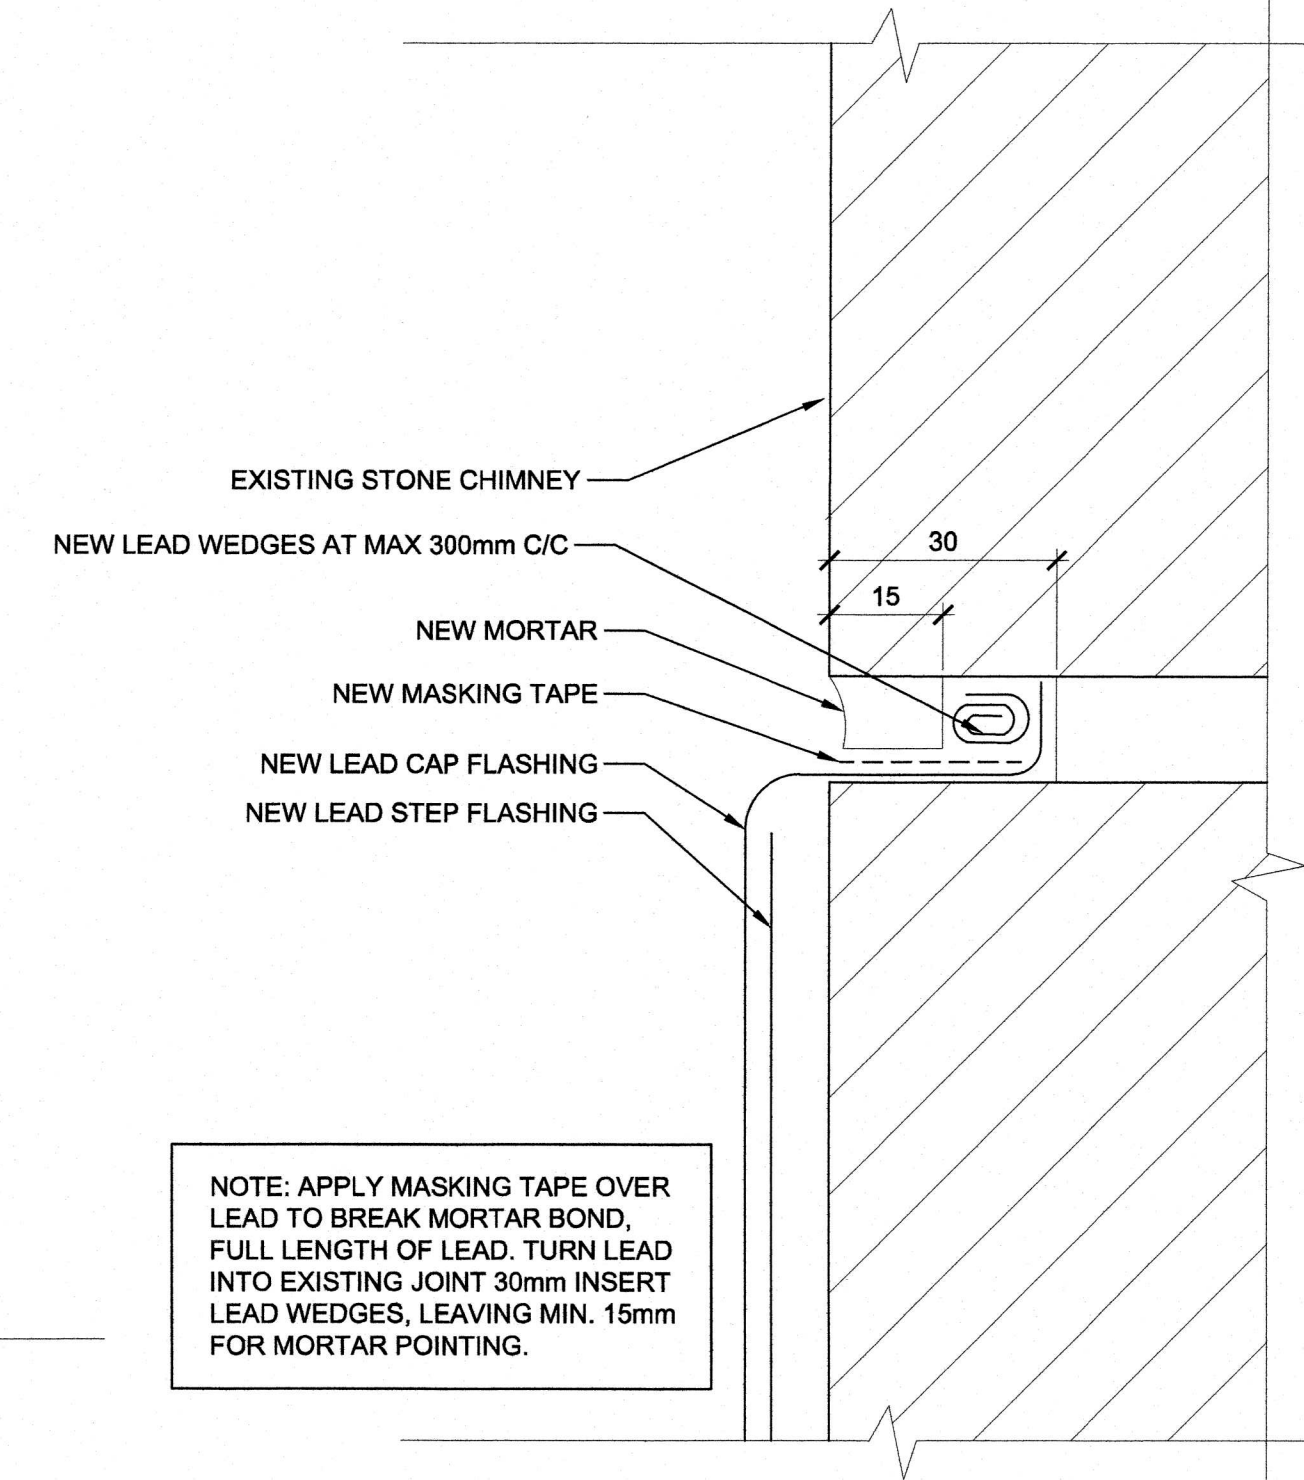 EXISTING STONE CHIMNEY
NEW LEAD WEDGES AT MAX 300mm C/C
30
15
NEW MORTAR
NEW MASKING TAPE
NEW LEAD CAP FLASHING
NEW LEAD STEP FLASHING
NOTE: APPLY MASKING TAPE OVER
LEAD TO BREAK MORTAR BOND,
FULL LENGTH OF LEAD. TURN LEAD
INTO EXISTING JOINT 30mm INSERT
LEAD WEDGES, LEAVING MIN. 15mm
FOR MORTAR POINTING.